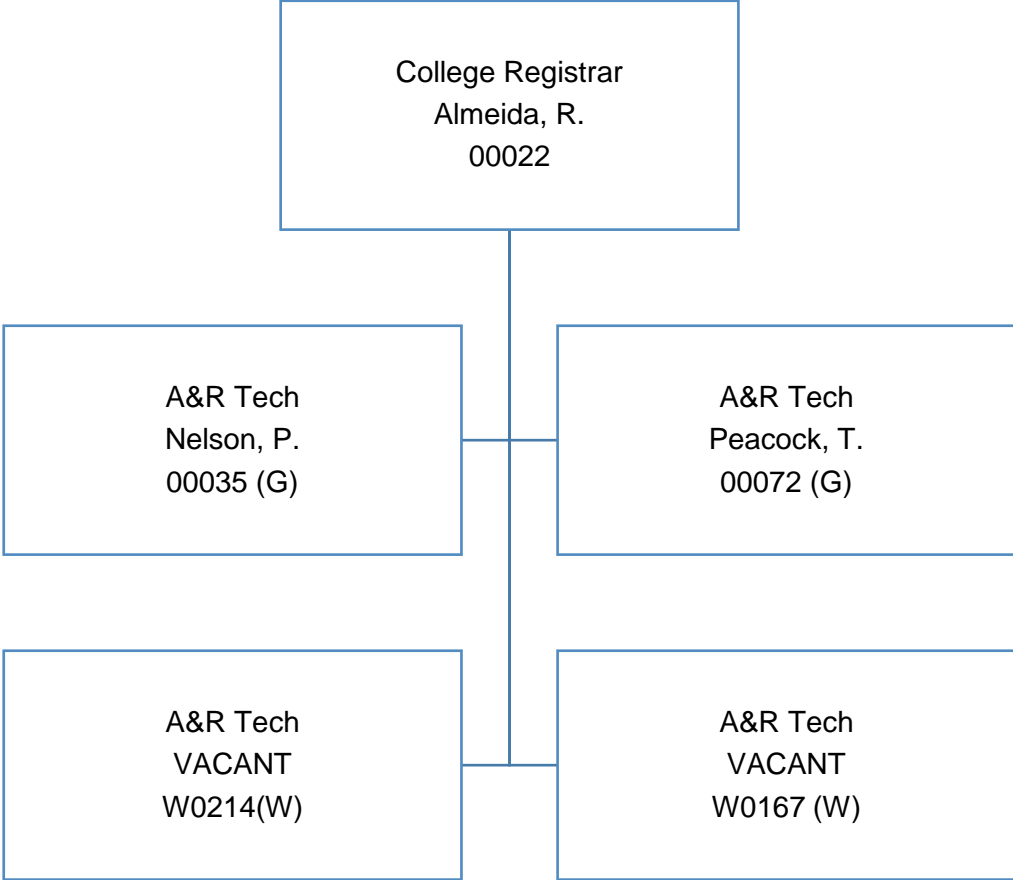 College Registrar
Almeida, R.
00022
A&R Tech
Nelson, P.
00035 (G)
A&R Tech
Peacock, T.
00072 (G)
A&R Tech
VACANT
W0214(W)
A&R Tech
VACANT
W0167 (W)